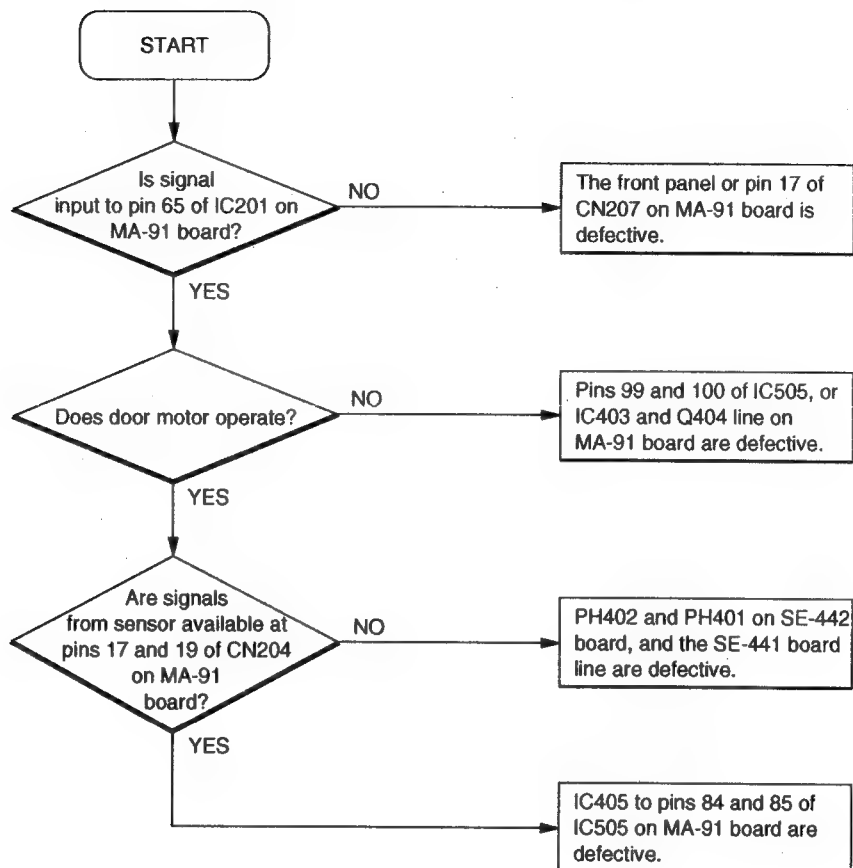 START
Is signal
input to pin 65 of IC201 on
MA-91 board?
NO
The front panel or pin 17 of
CN207 on MA-91 board is
defective.
YES
Does door motor operate?
NO
Pins 99 and 100 of IC505, or
IC403 and Q404 line on
MA-91 board are defective.
YES
Are signals
from sensor available at
pins 17 and 19 of CN204
on MA-91
board?
NO
PH402 and PH401 on SE-442
board, and the SE-441 board
line are defective.
YES
IC405 to pins 84 and 85 of
IC505 on MA-91 board are
defective.